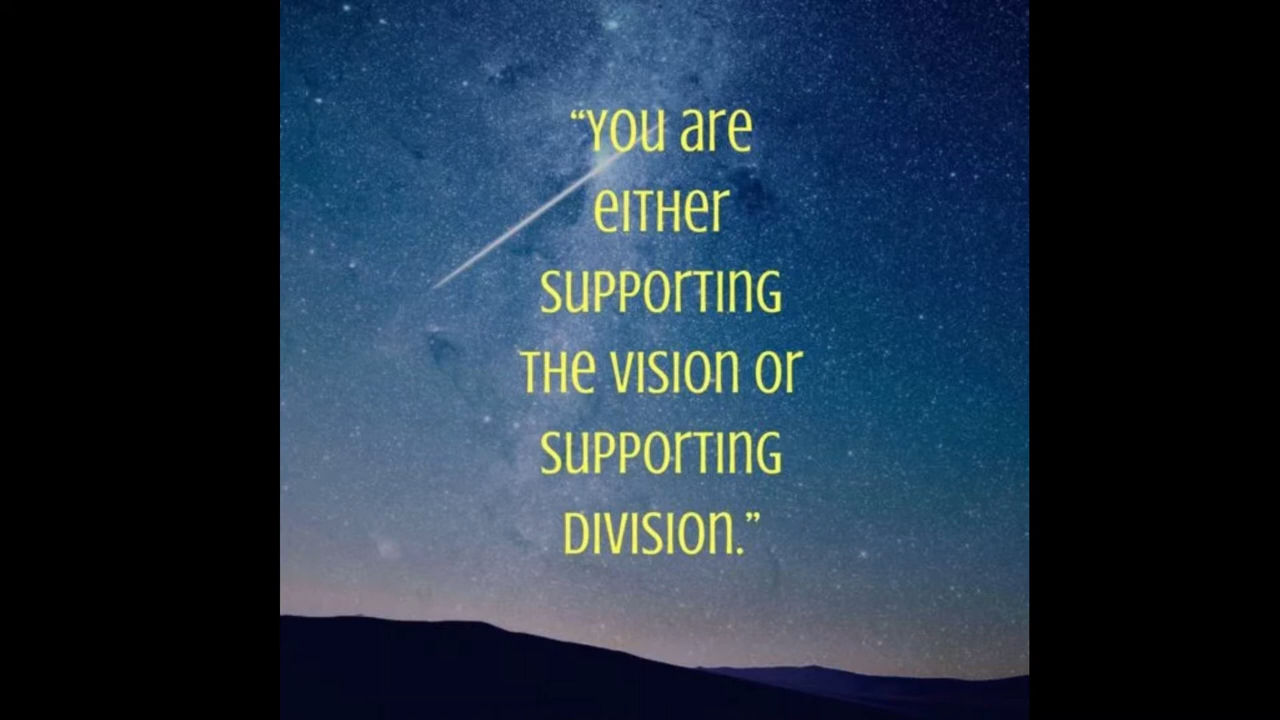 “You are
either
supporting
the vision or
supporting
division.”